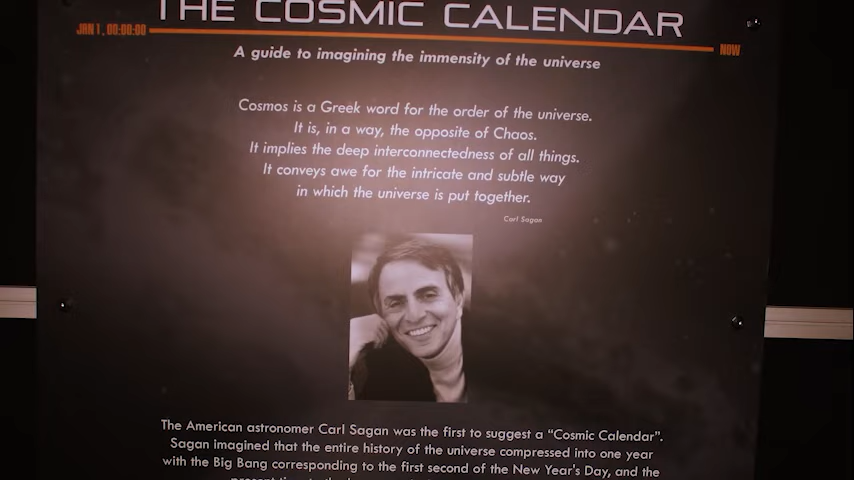 THE COSMIC CALENDAR
JAN 1, 00:00:00
NOW
A guide to imagining the immensity of the universe
Cosmos is a Greek word for the order of the universe.
It is, in a way, the opposite of Chaos.
It implies the deep interconnectedness of all things.
It conveys awe for the intricate and subtle way
in which the universe is put together.
Carl Sagan
The American astronomer Carl Sagan was the first to suggest a “Cosmic Calendar”.
Sagan imagined that the entire history of the universe compressed into one year
with the Big Bang corresponding to the first second of the New Year's Day, and the
present time to the